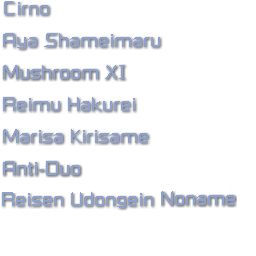 Cirno
Aya Shameimaru
Mushroom XI
Reimu Hakurei
Marisa Kirisame
Anti-Duo
Reisen Udongein Noname